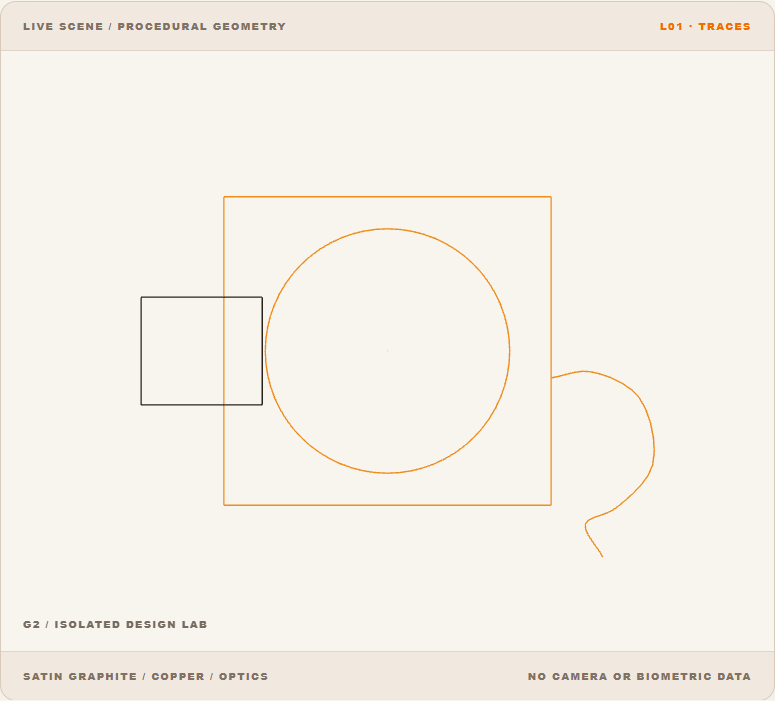 LIVE SCENE / PROCEDURAL GEOMETRY
L01 · TRACES
G2 / ISOLATED DESIGN LAB
SATIN GRAPHITE / COPPER / OPTICS
NO CAMERA OR BIOMETRIC DATA